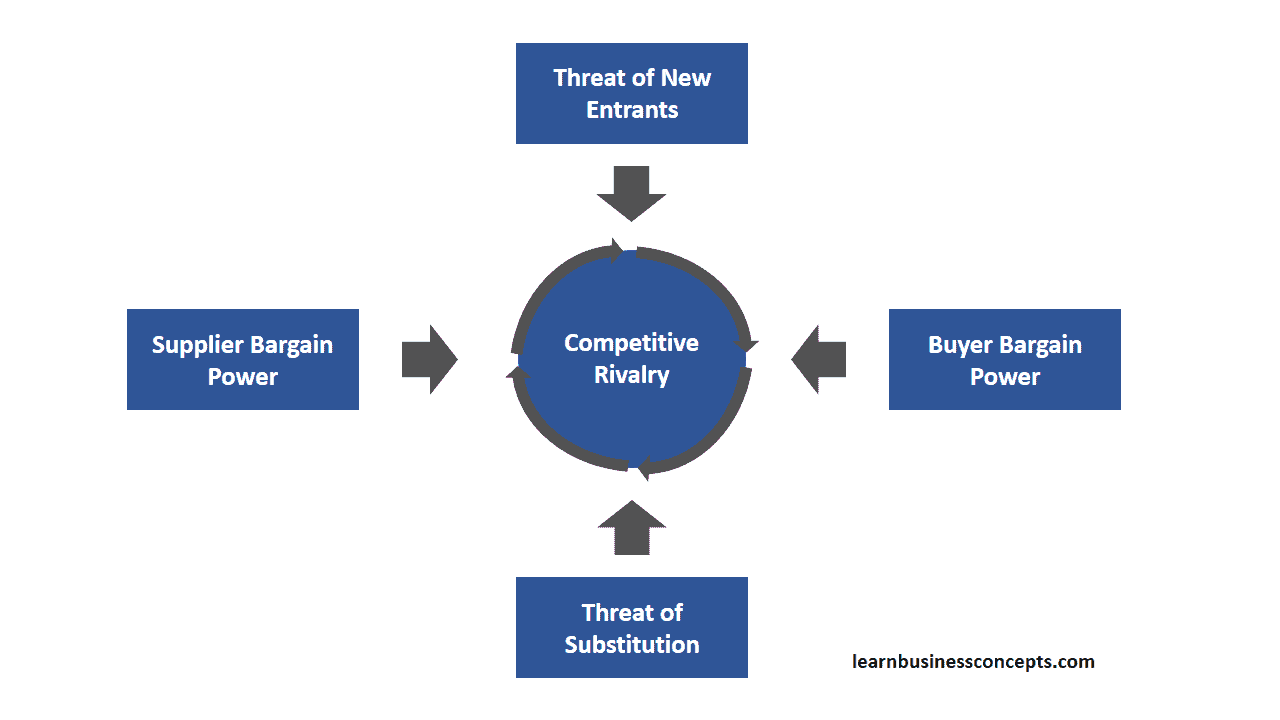 Threat of New
Entrants
Supplier Bargain
Power
Competitive
Rivalry
Buyer Bargain
Power
Threat of
Substitution
learnbusinessconcepts.com